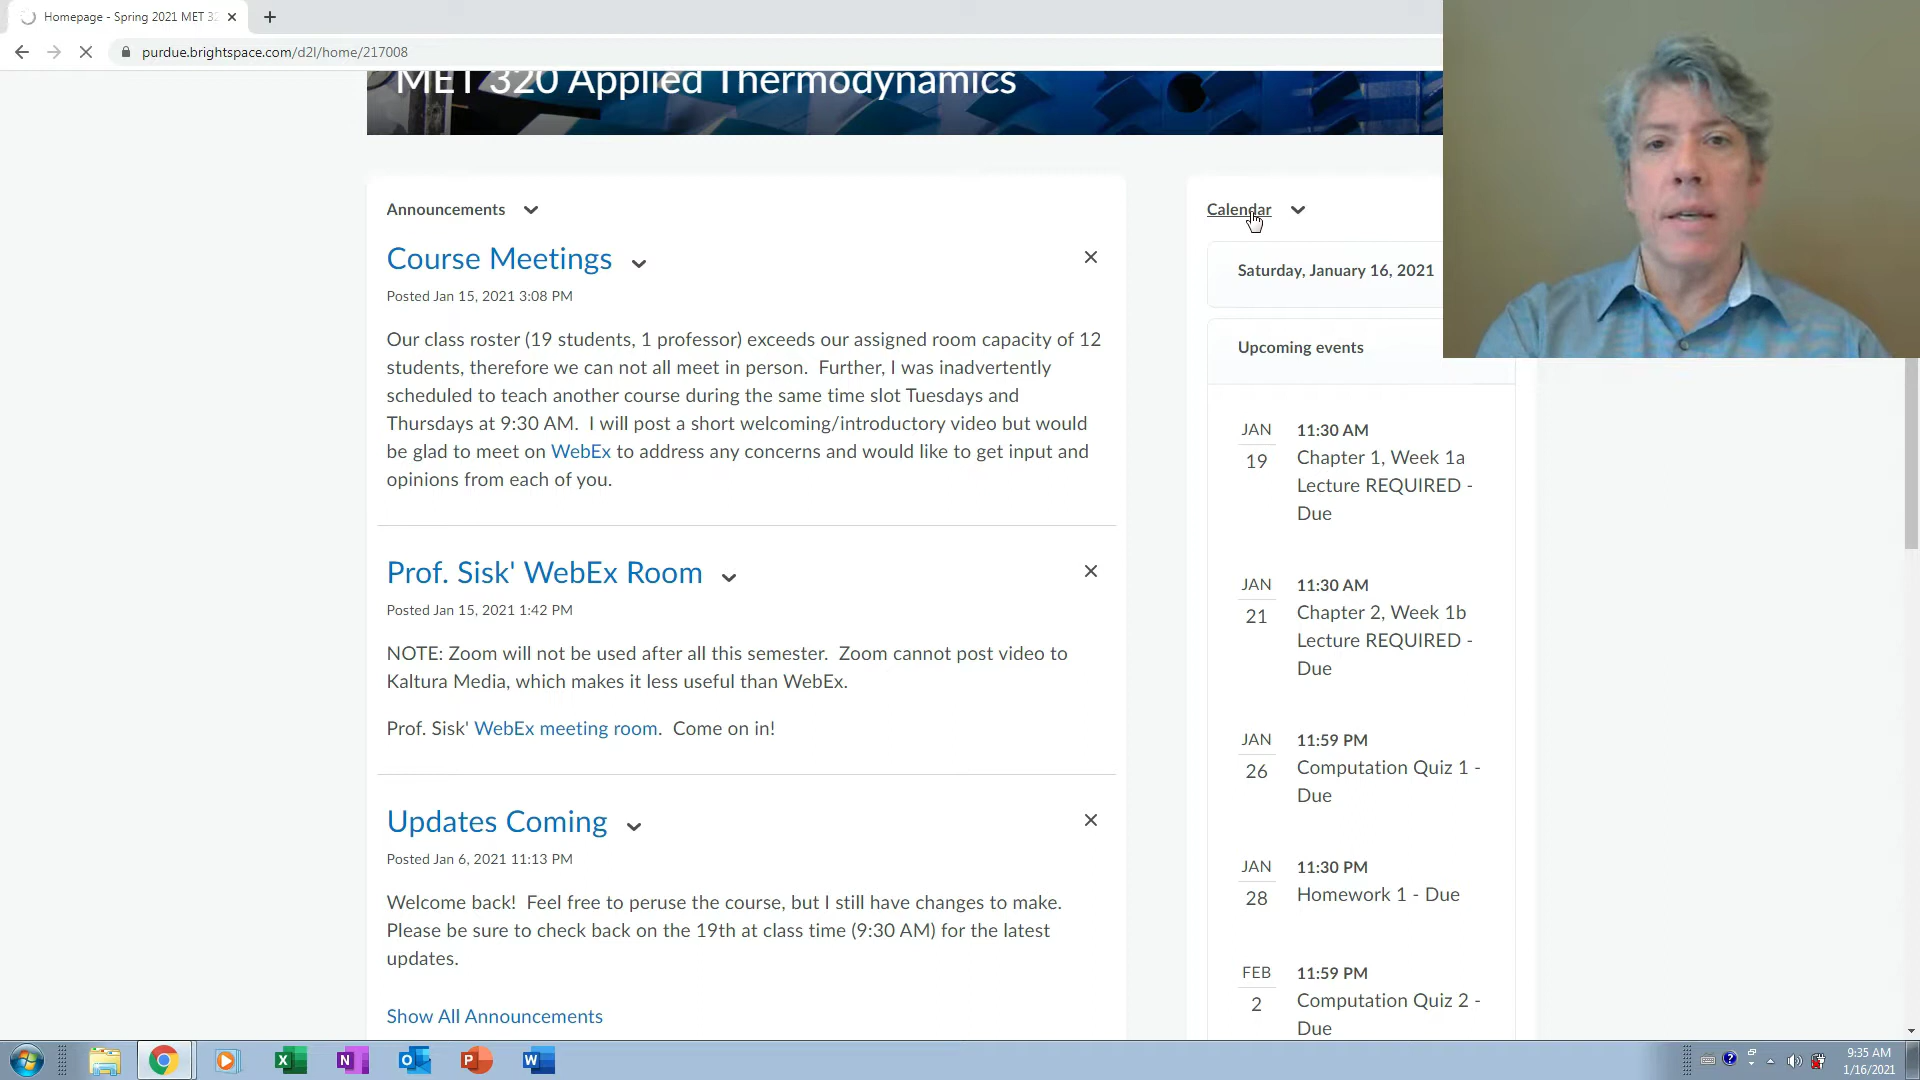 Homepage - Spring 2021 MET 32
purdue.brightspace.com/d2l/home/217008
MET 320 Applied Thermodynamics
Announcements
Course Meetings
Posted Jan 15, 2021 3:08 PM
Our class roster (19 students, 1 professor) exceeds our assigned room capacity of 12
students, therefore we can not all meet in person.  Further, I was inadvertently
scheduled to teach another course during the same time slot Tuesdays and
Thursdays at 9:30 AM.  I will post a short welcoming/introductory video but would
be glad to meet on WebEx to address any concerns and would like to get input and
opinions from each of you.
Prof. Sisk' WebEx Room
Posted Jan 15, 2021 1:42 PM
NOTE: Zoom will not be used after all this semester.  Zoom cannot post video to
Kaltura Media, which makes it less useful than WebEx.
Prof. Sisk' WebEx meeting room.  Come on in!
Updates Coming
Posted Jan 6, 2021 11:13 PM
Welcome back!  Feel free to peruse the course, but I still have changes to make.
Please be sure to check back on the 19th at class time (9:30 AM) for the latest
updates.
Show All Announcements
Calendar
Saturday, January 16, 2021
Upcoming events
JAN
19
11:30 AM
Chapter 1, Week 1a
Lecture REQUIRED -
Due
JAN
21
11:30 AM
Chapter 2, Week 1b
Lecture REQUIRED -
Due
JAN
26
11:59 PM
Computation Quiz 1 -
Due
JAN
28
11:30 PM
Homework 1 - Due
FEB
2
11:59 PM
Computation Quiz 2 -
Due
9:35 AM
1/16/2021